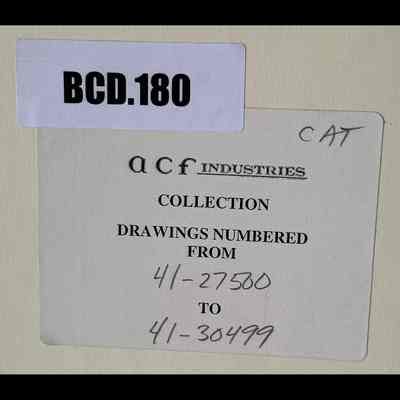 BCD.180
CAT
acf INDUSTRIES
COLLECTION
DRAWINGS NUMBERED
FROM
41-27500
TO
41-30499